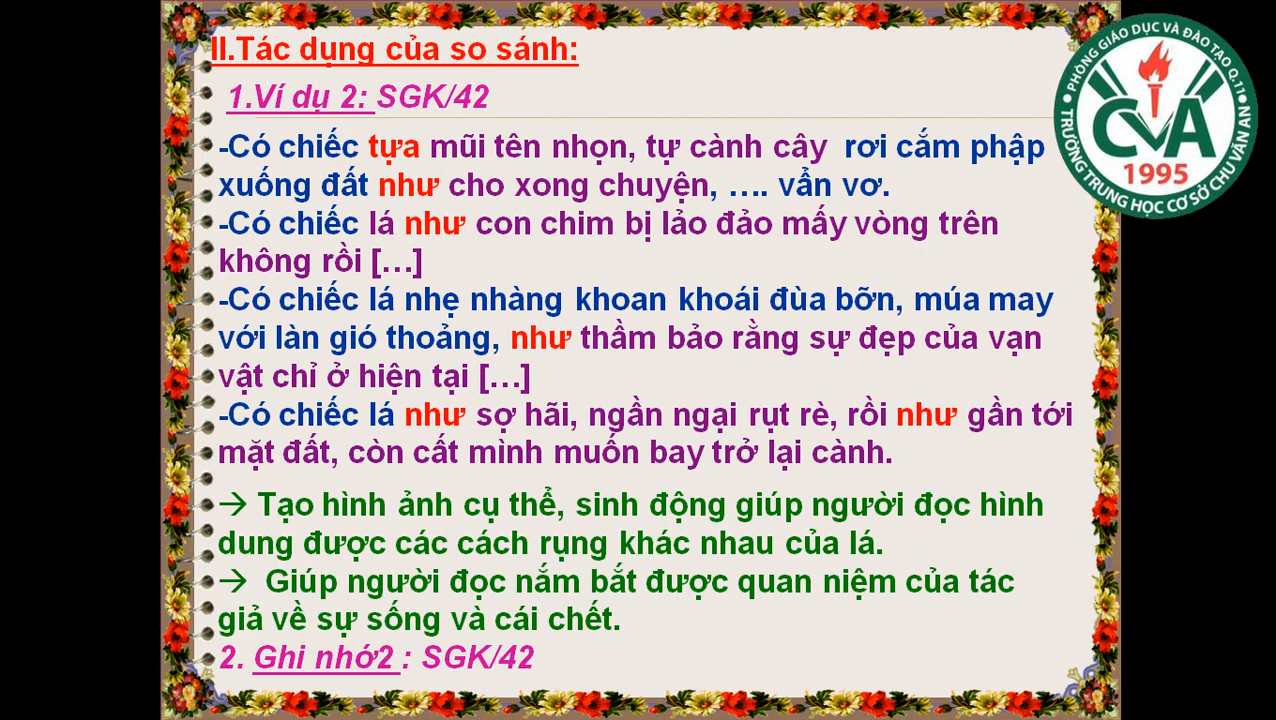 II.Tác dụng của so sánh:
1.Ví dụ 2: SGK/42
-Có chiếc tựa mũi tên nhọn, tự cành cây rơi cắm phập
xuống đất như cho xong chuyện, .... vẩn vơ.
-Có chiếc lá như con chim bị lảo đảo mấy vòng trên
không rồi [...]
-Có chiếc lá nhẹ nhàng khoan khoái đùa bỡn, múa may
với làn gió thoảng, như thầm bảo rằng sự đẹp của vạn
vật chỉ ở hiện tại [...]
-Có chiếc lá như sợ hãi, ngần ngại rụt rè, rồi như gần tới
mặt đất, còn cất mình muốn bay trở lại cành.
→ Tạo hình ảnh cụ thể, sinh động giúp người đọc hình
dung được các cách rụng khác nhau của lá.
→ Giúp người đọc nắm bắt được quan niệm của tác
giả về sự sống và cái chết.
2. Ghi nhớ2 : SGK/42
PHÒNG GIÁO DỤC VÀ ĐÀO TẠO Q.11
CVA
1995
TRƯỜNG TRUNG HỌC CƠ SỞ CHU VĂN AN